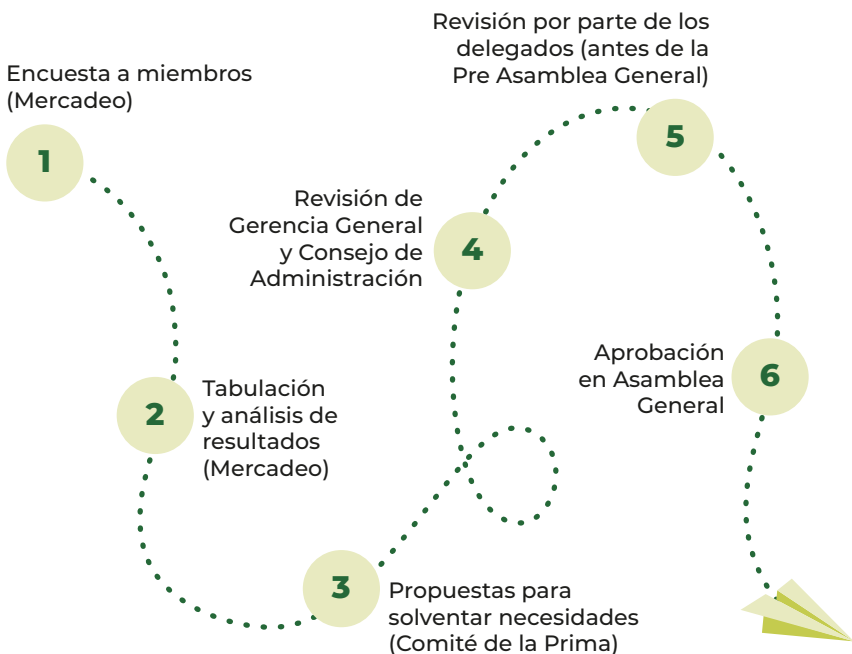 Encuesta a miembros
(Mercadeo)
1
2
Tabulación
y análisis de
resultados
(Mercadeo)
3
Propuestas para
solventar necesidades
(Comité de la Prima)
Revisión de
Gerencia General
y Consejo de
Administración
4
Revisión por parte de los
delegados (antes de la
Pre Asamblea General)
5
Aprobación
en Asamblea
General
6